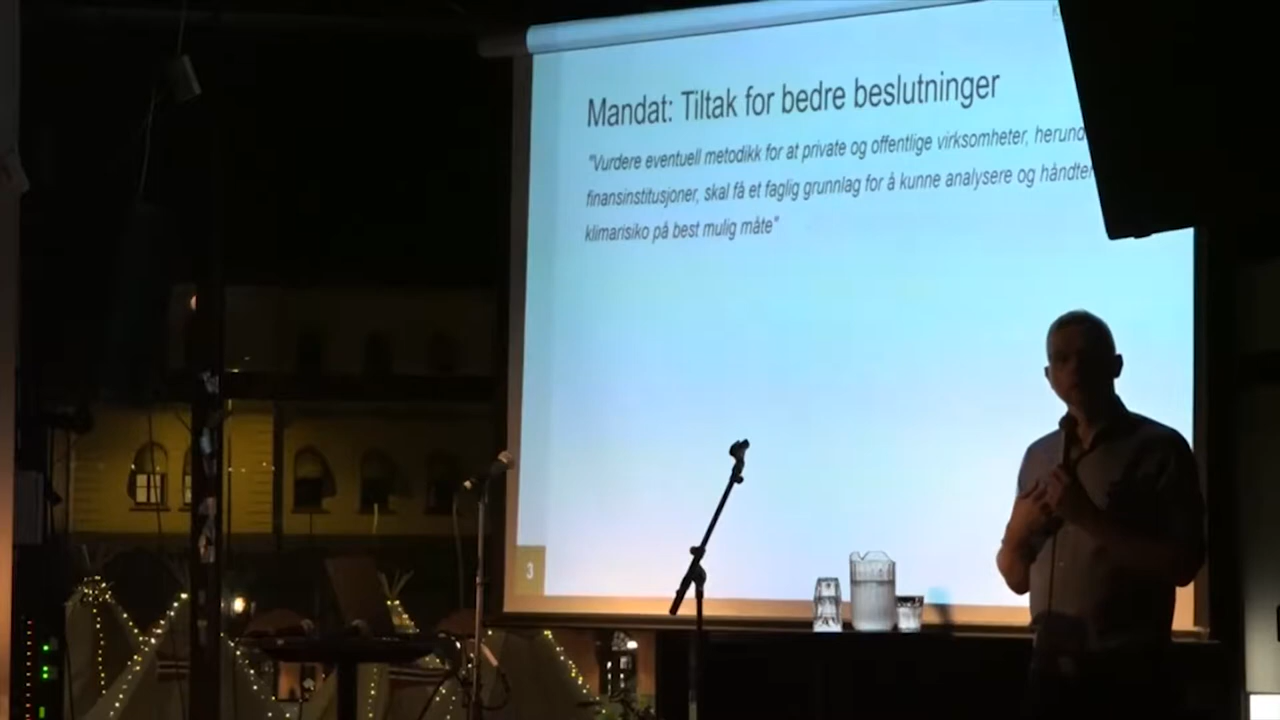 Mandat: Tiltak for bedre beslutninger
"Vurdere eventuell metodikk for at private og offentlige virksomheter, herund
finansinstitusjoner, skal få et faglig grunnlag for å kunne analysere og håndter
klimarisiko på best mulig måte"
3